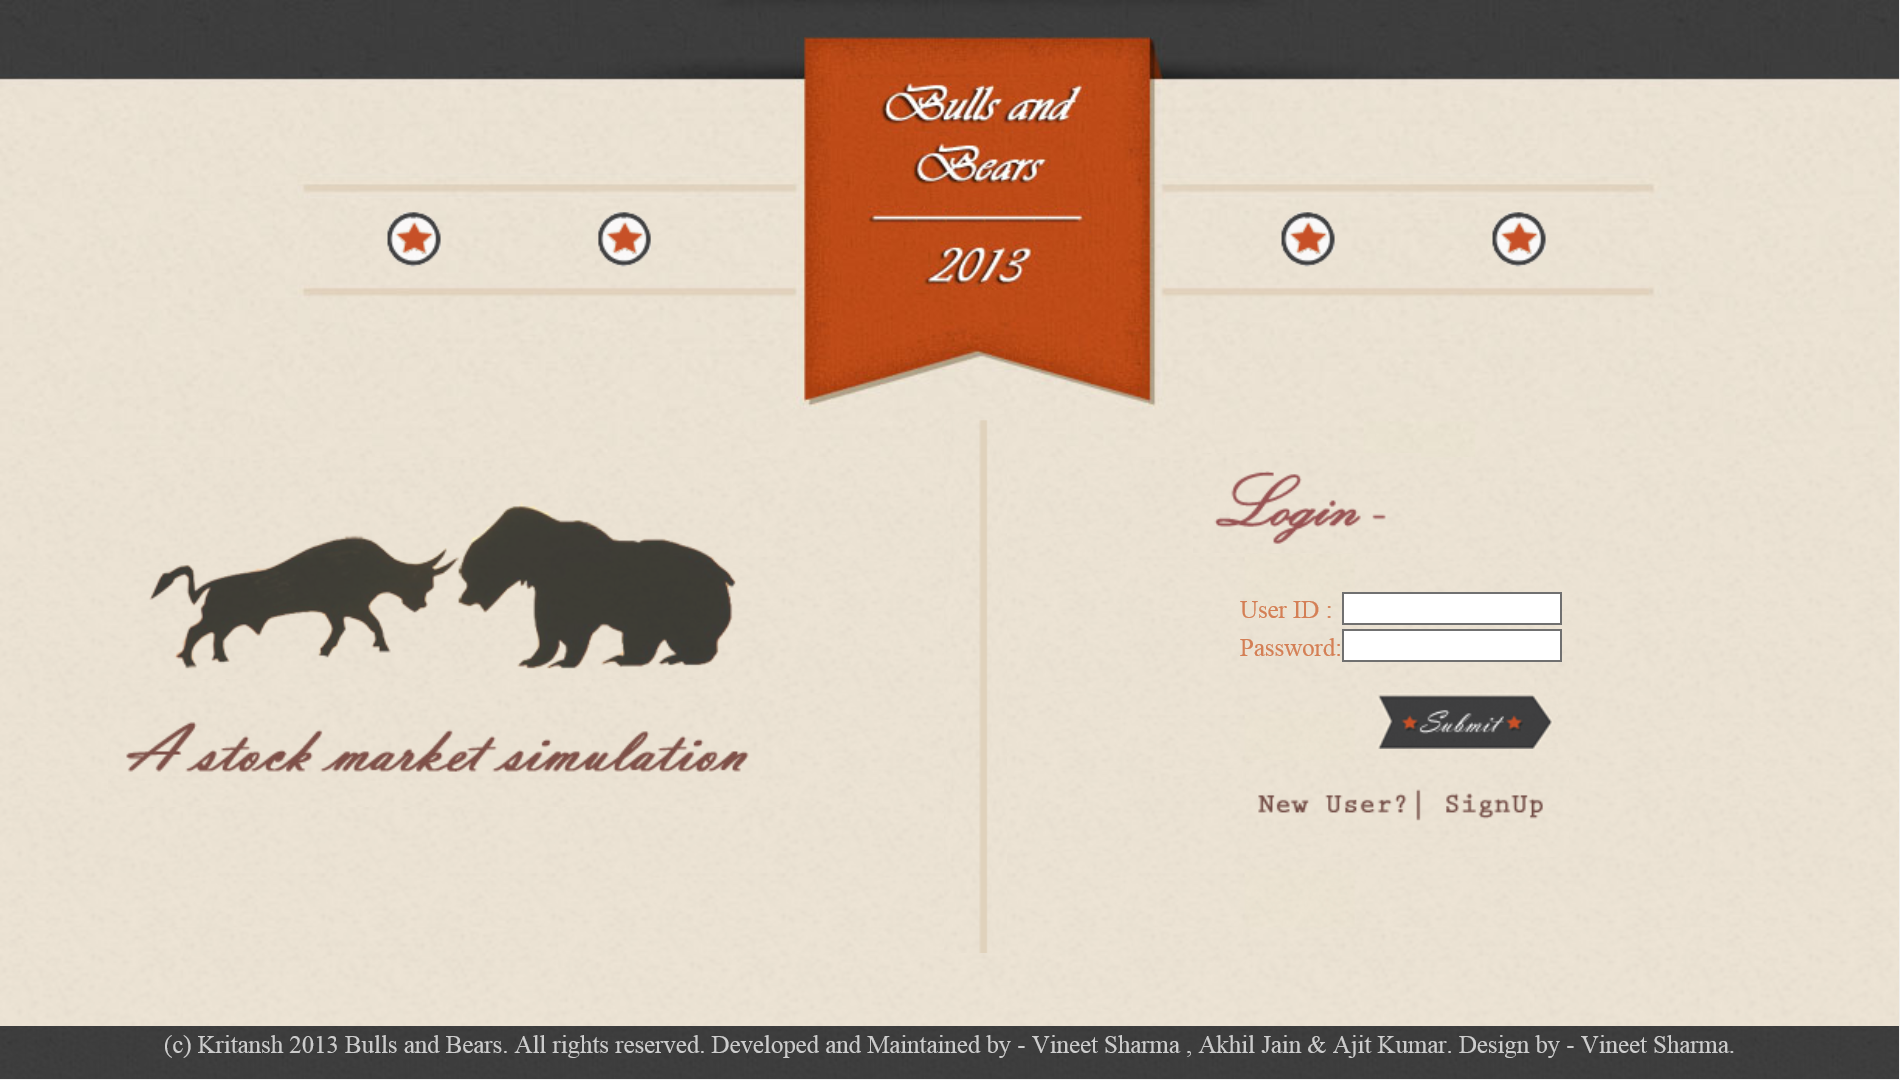 Bulls and
Bears
2013
Login -
User ID :
Password:
Submit
New User?| SignUp
A stock market simulation
(c) Kritansh 2013 Bulls and Bears. All rights reserved. Developed and Maintained by - Vineet Sharma , Akhil Jain & Ajit Kumar. Design by - Vineet Sharma.